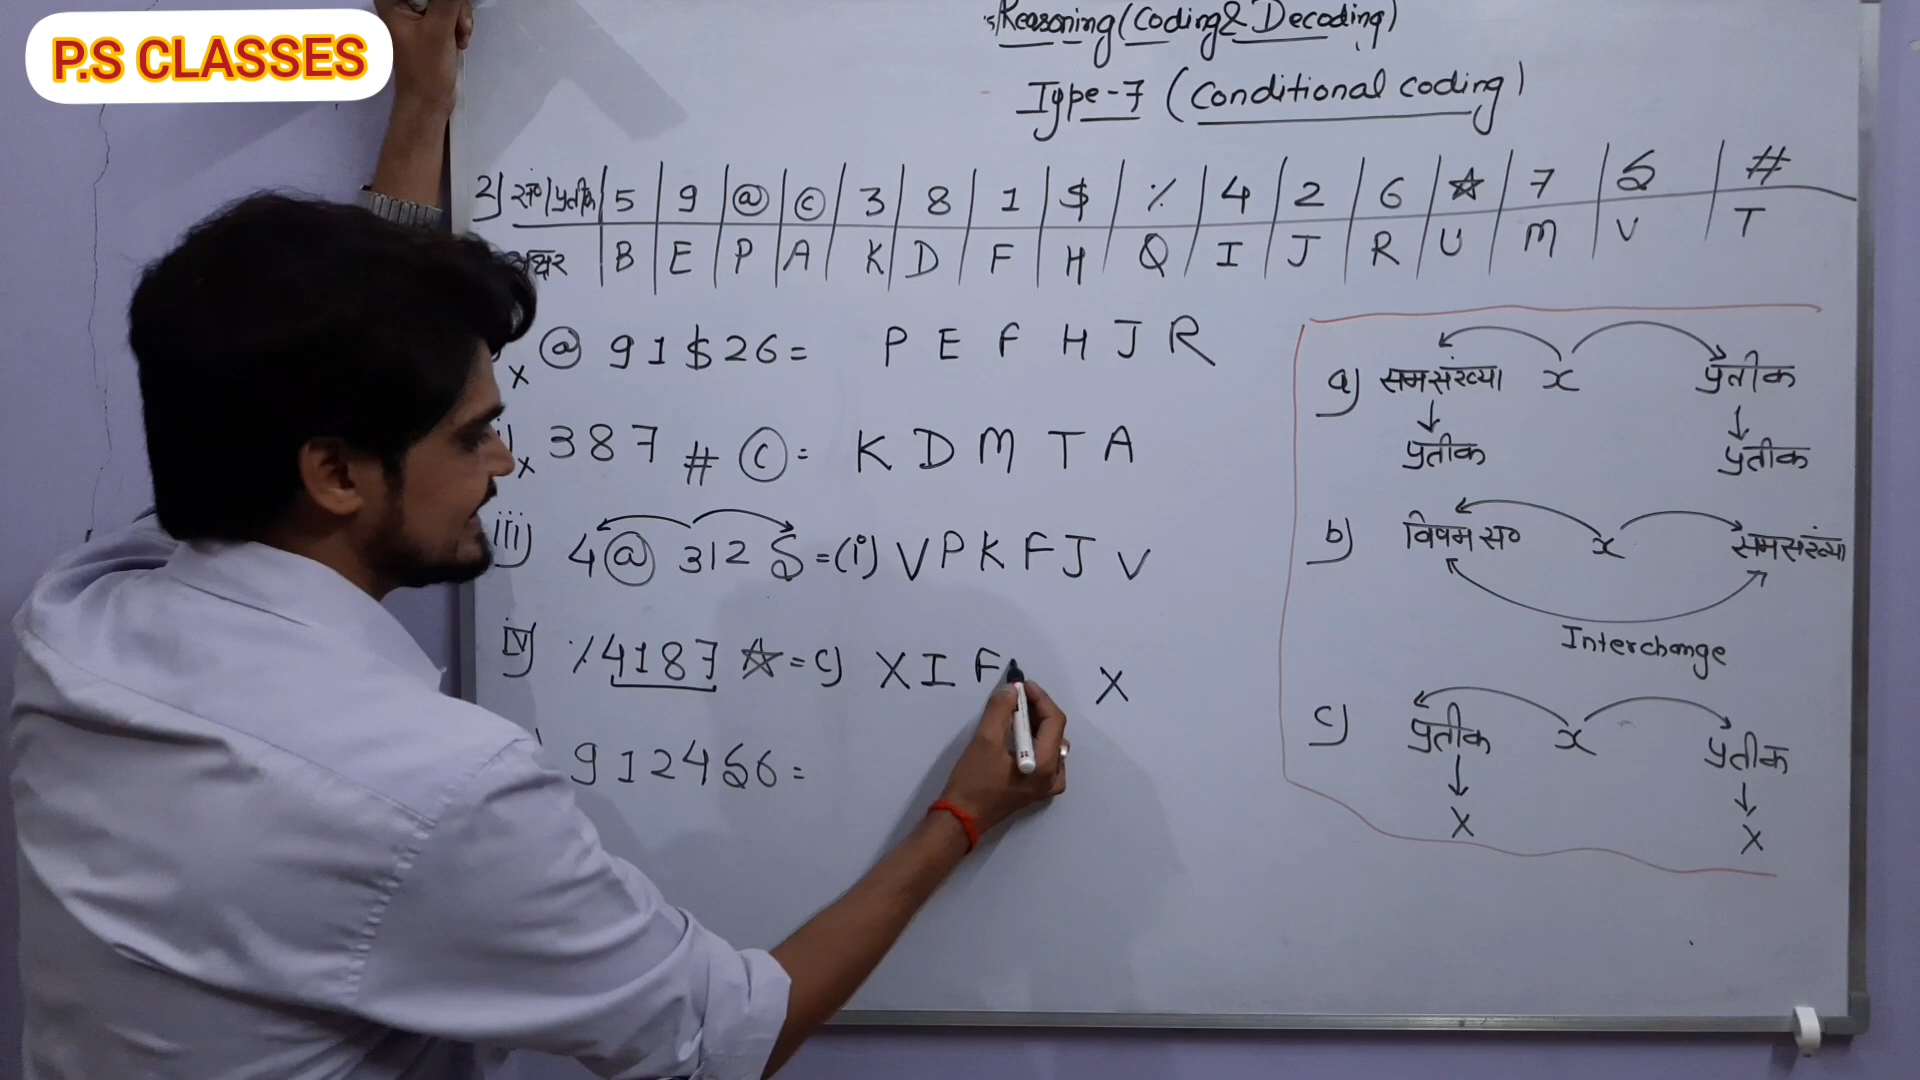 P.S CLASSES
Reasoning (Coding & Decoding)
Type-7 (Conditional coding)
2) सं०/प्रतीक 5 9 @ © 3 8 1 $ % 4 2 6 ☆ 7 #
B E P A K D F H Q I J R U M V T
x @ 9 1 $ 2 6 = P E F H J R
x 3 8 7 # © = K D M T A
iii) 4 @ 3 1 2 = (i) V P K F J V
iv) % 4 1 8 7 ☆ = c) X I F X
9 1 2 4 6 =
a) समसंख्या x प्रतीक
↓ ↓
प्रतीक प्रतीक
b) विषम सं० x समसंख्या
Interchange
c) प्रतीक x प्रतीक
↓ ↓
X X